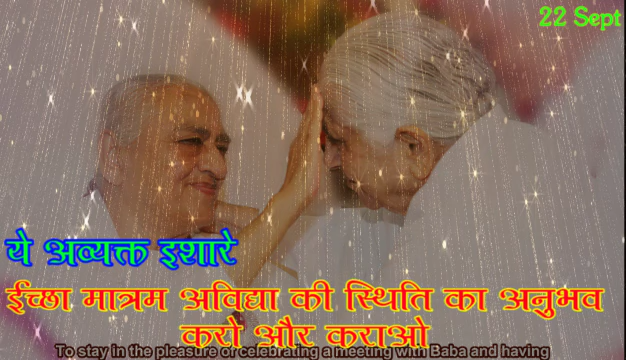 22 Sept
ये अव्यक्त इशारे
ईच्छा मात्रम अविद्या की स्थिति का अनुभव
करो और कराओ
To stay in the pleasure of celebrating a meeting with Baba and having